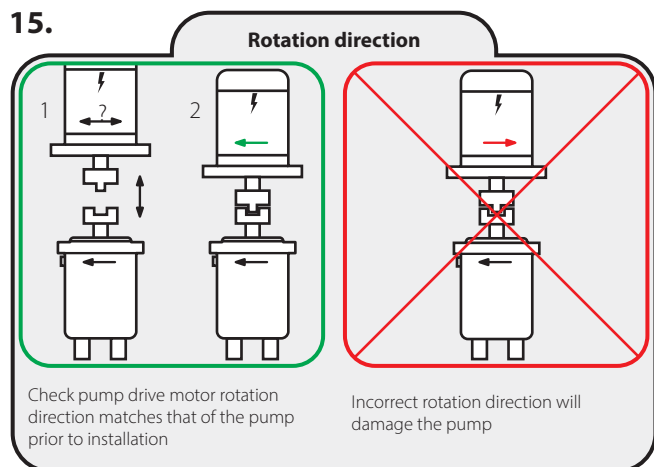 15.
Rotation direction
1
?
2
Check pump drive motor rotation
direction matches that of the pump
prior to installation
Incorrect rotation direction will
damage the pump